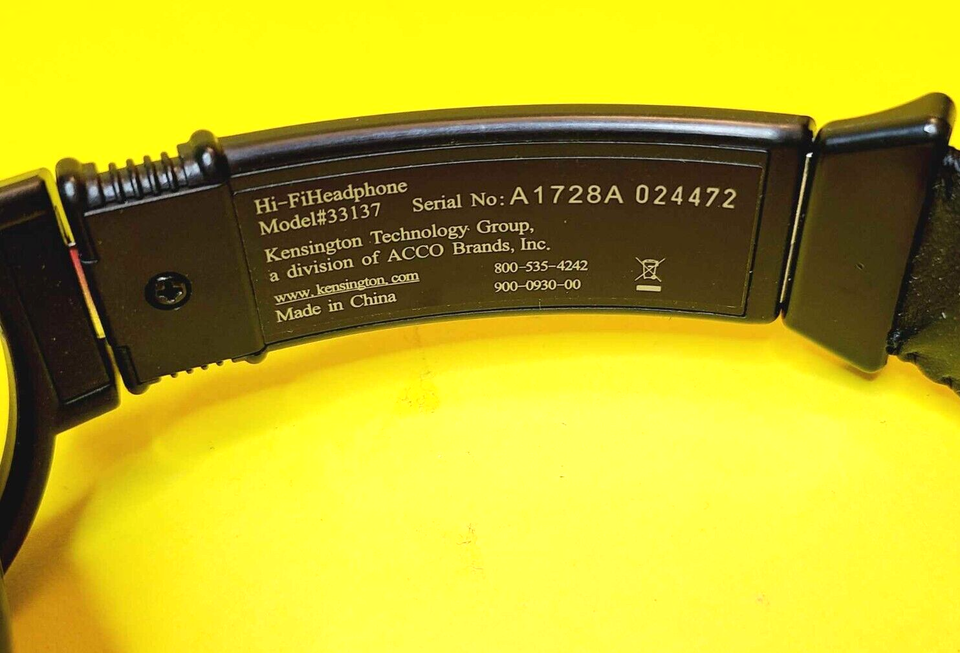 Hi-FiHeadphone
Model#33137 Serial No: A1728A 024472
Kensington Technology Group,
a division of ACCO Brands, Inc.
www.kensington.com 800-535-4242
Made in China 900-0930-00